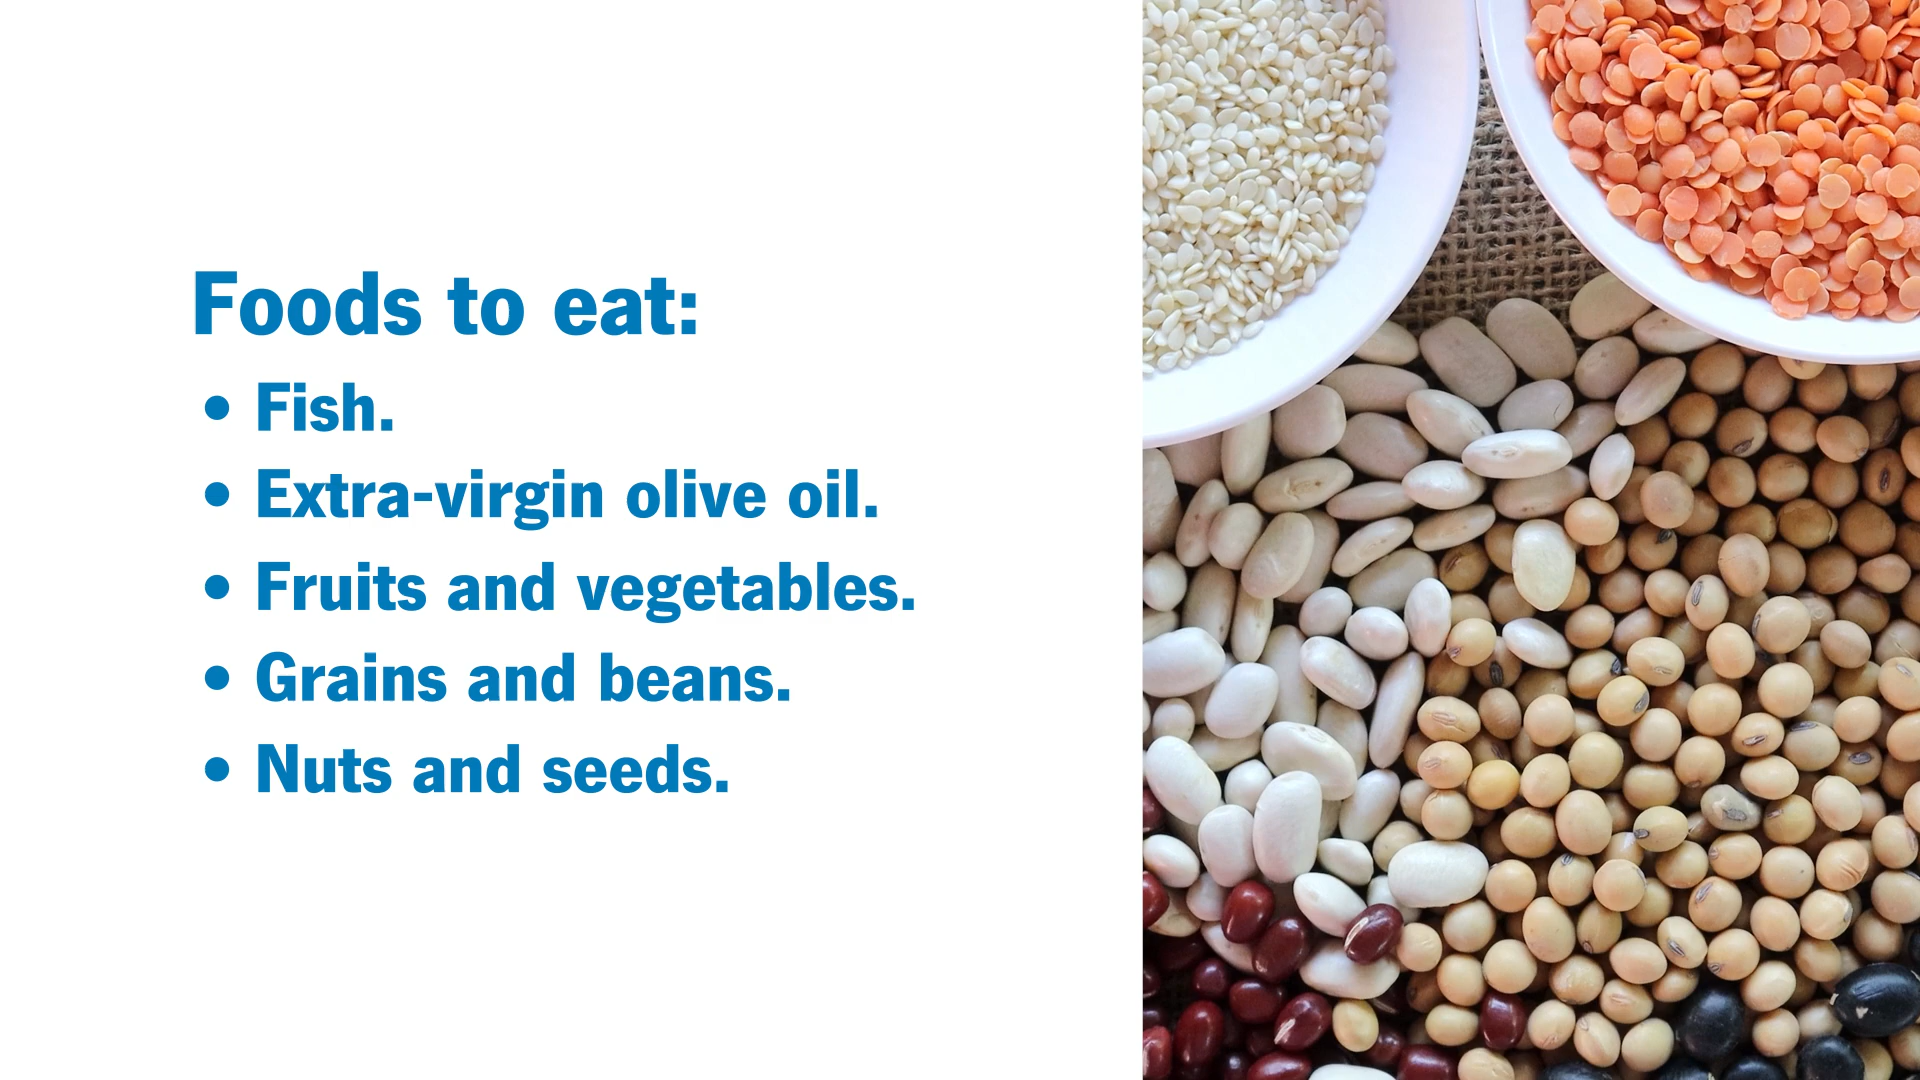 Foods to eat:
• Fish.
• Extra-virgin olive oil.
• Fruits and vegetables.
• Grains and beans.
• Nuts and seeds.